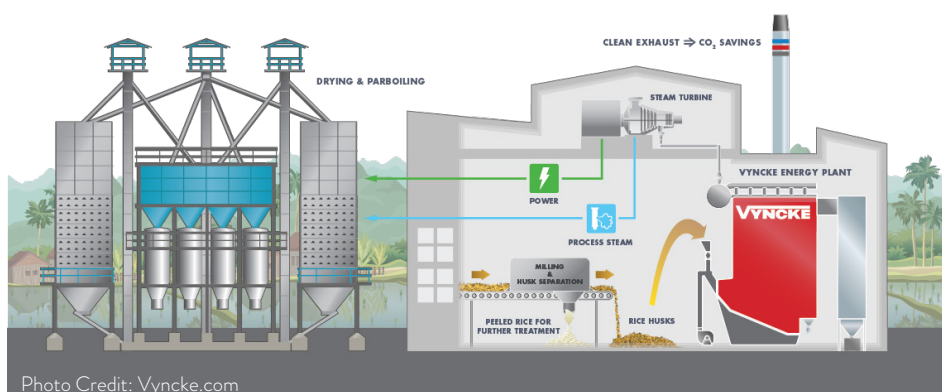 CLEAN EXHAUST ⇒ CO₂ SAVINGS
DRYING & PARBOILING
STEAM TURBINE
VYNCKE ENERGY PLANT
POWER
VYNCKE
PROCESS STEAM
MILLING
&
HUSK SEPARATION
PEELED RICE FOR
FURTHER TREATMENT
RICE HUSKS
Photo Credit: Vyncke.com